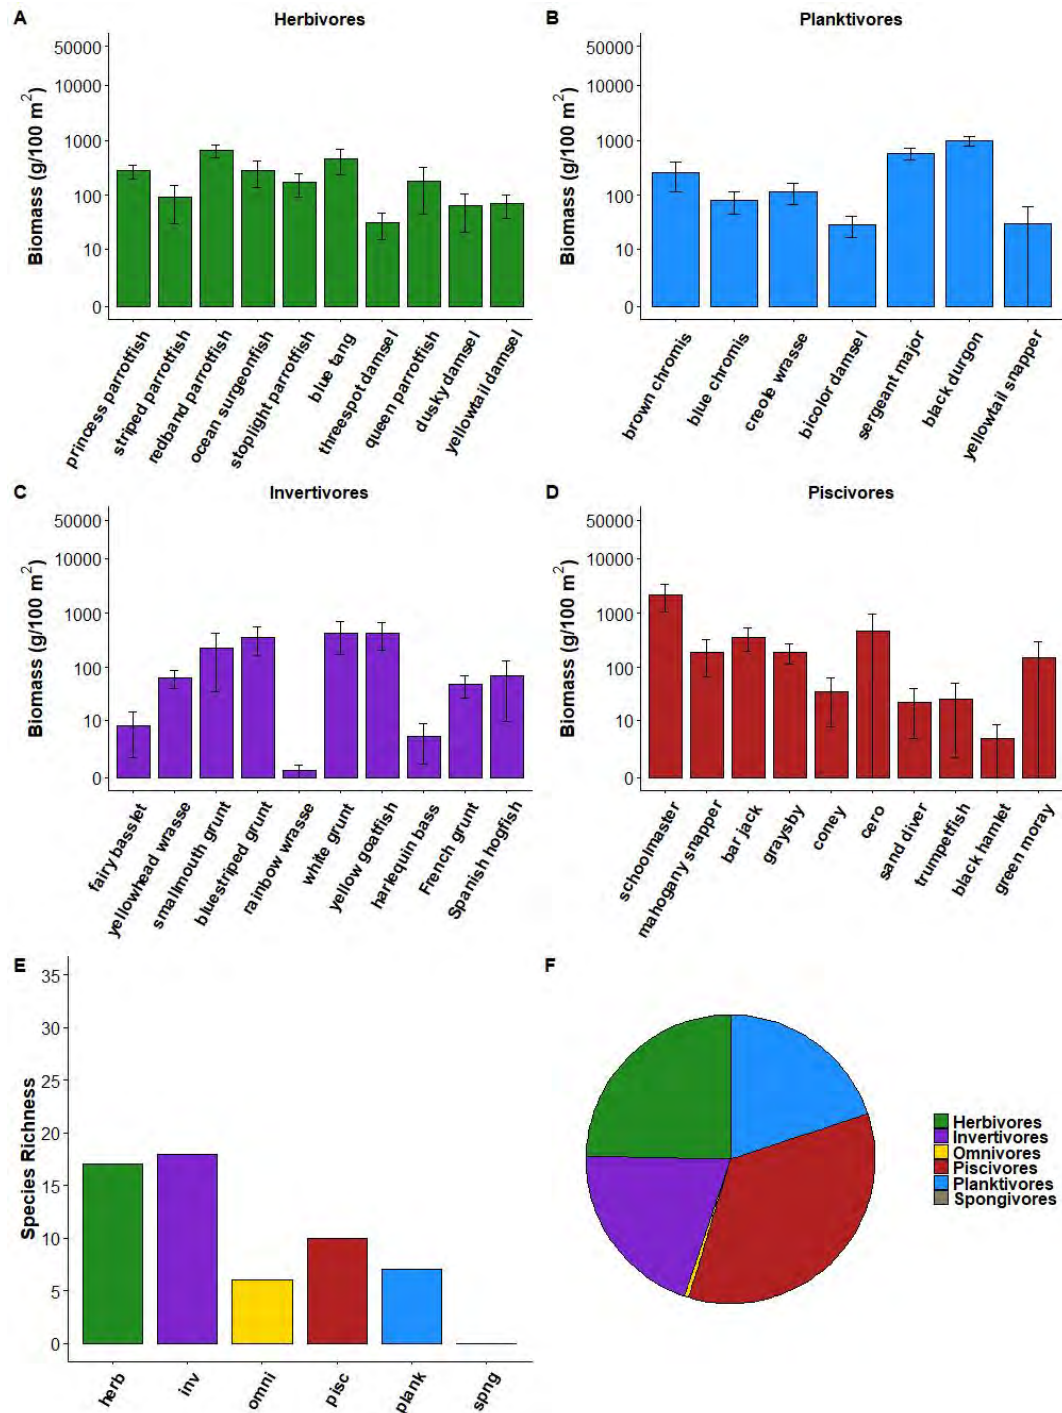 A
Herbivores
Biomass (g/100 m²)
50000
10000
1000
100
10
0
princess parrotfish
striped parrotfish
redband parrotfish
ocean surgeonfish
stoplight parrotfish
blue tang
threespot damsel
queen parrotfish
dusky damsel
yellowtail damsel
B
Planktivores
Biomass (g/100 m²)
50000
10000
1000
100
10
0
brown chromis
blue chromis
creole wrasse
bicolor damsel
sergeant major
black durgon
yellowtail snapper
C
Invertivores
Biomass (g/100 m²)
50000
10000
1000
100
10
0
fairy basslet
yellowhead wrasse
smallmouth grunt
bluestriped grunt
rainbow wrasse
white grunt
yellow goatfish
harlequin bass
French grunt
Spanish hogfish
D
Piscivores
Biomass (g/100 m²)
50000
10000
1000
100
10
0
schoolmaster
mahogany snapper
bar jack
graysby
coney
cero
sand diver
trumpetfish
black hamlet
green moray
E
Species Richness
35
30
25
20
15
10
5
0
herb
inv
omni
pisc
plank
spng
F
Herbivores
Invertivores
Omnivores
Piscivores
Planktivores
Spongivores